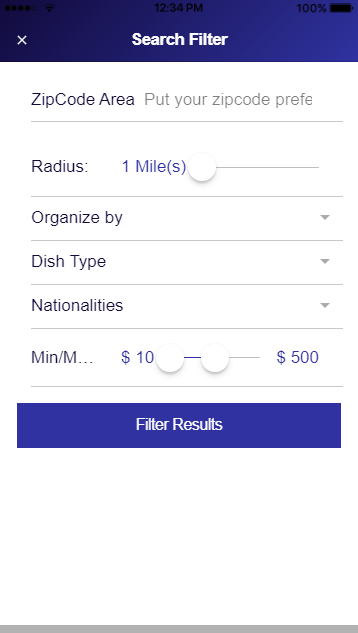 12:34 PM 100%
× Search Filter
ZipCode Area Put your zipcode prefe
Radius: 1 Mile(s)
Organize by
Dish Type
Nationalities
Min/M... $ 10 $ 500
Filter Results